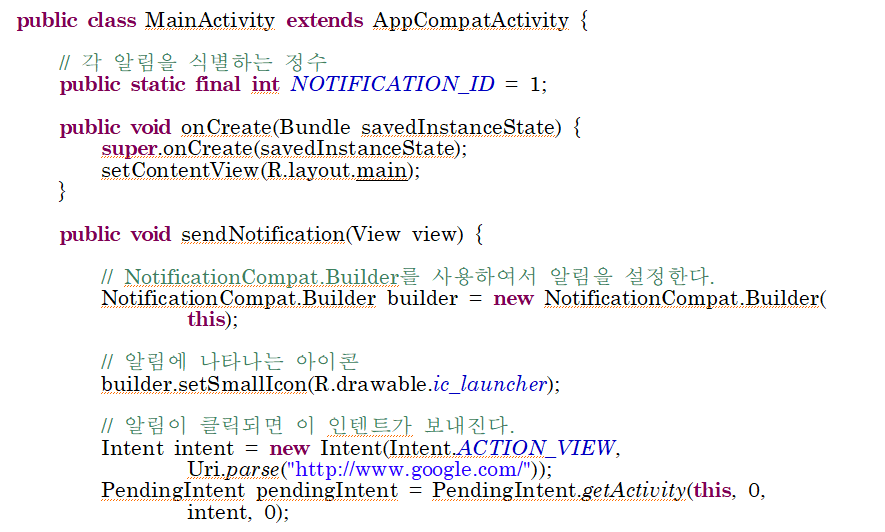 public class MainActivity extends AppCompatActivity {
// 각 알림을 식별하는 정수
public static final int NOTIFICATION_ID = 1;
public void onCreate(Bundle savedInstanceState) {
super.onCreate(savedInstanceState);
setContentView(R.layout.main);
}
public void sendNotification(View view) {
// NotificationCompat.Builder를 사용하여서 알림을 설정한다.
NotificationCompat.Builder builder = new NotificationCompat.Builder(
this);
// 알림에 나타나는 아이콘
builder.setSmallIcon(R.drawable.ic_launcher);
// 알림이 클릭되면 이 인텐트가 보내진다.
Intent intent = new Intent(Intent.ACTION_VIEW,
Uri.parse("http://www.google.com/"));
PendingIntent pendingIntent = PendingIntent.getActivity(this, 0,
intent, 0);